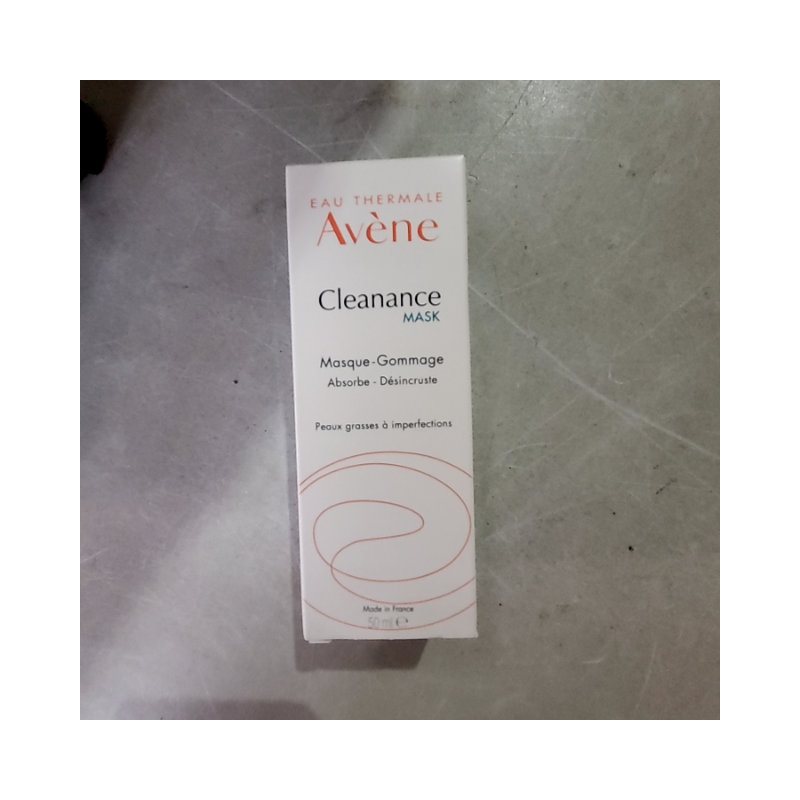 EAU THERMALE
Avène
Cleanance
MASK
Masque-Gommage
Absorbe - Désincruste
Peaux grasses à imperfections
Made in France
50 ml ℮